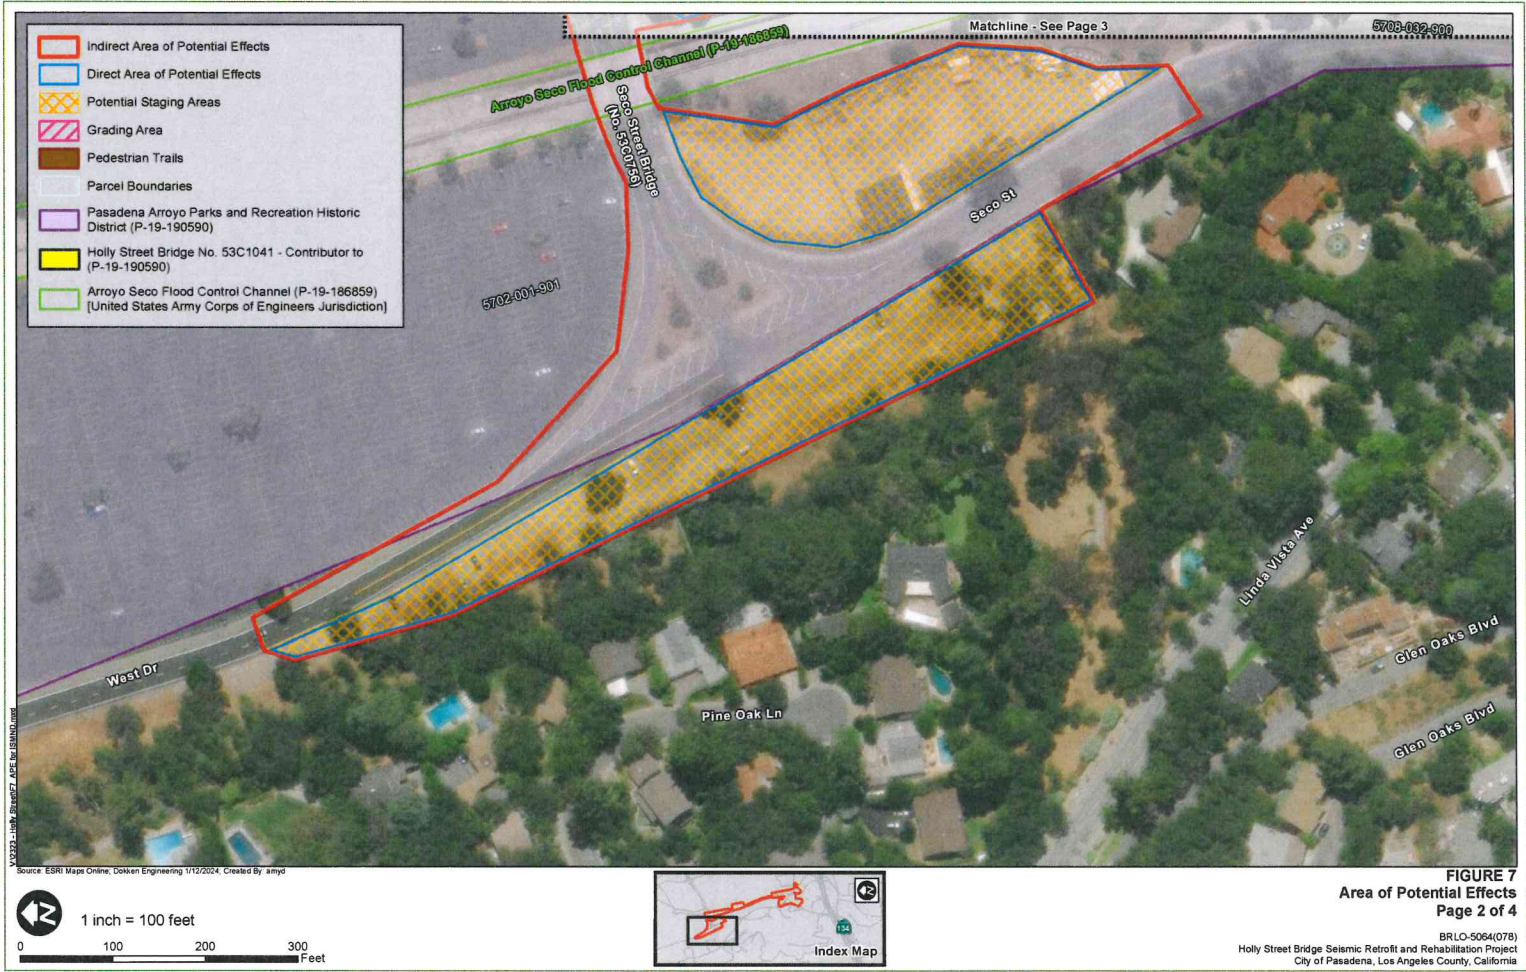 Indirect Area of Potential Effects
Direct Area of Potential Effects
Potential Staging Areas
Grading Area
Pedestrian Trails
Parcel Boundaries
Pasadena Arroyo Parks and Recreation Historic
District (P-19-190590)
Holly Street Bridge No. 53C1041 - Contributor to
(P-19-190590)
Arroyo Seco Flood Control Channel (P-19-186859)
[United States Army Corps of Engineers Jurisdiction]
Matchline - See Page 3
5708-032-900
Arroyo Seco Flood Control Channel (P-19-186859)
Seco Street Bridge
(No. 53C0756)
Seco St
5702-001-901
West Dr
Pine Oak Ln
Linda Vista Ave
Glen Oaks Blvd
Glen Oaks Blvd
V:\2323 - Holly Street\F7_APE for ISMND.mxd
Source: ESRI Maps Online; Dokken Engineering 1/12/2024; Created By: amyd
N
1 inch = 100 feet
0 100 200 300
Feet
N
134
Index Map
FIGURE 7
Area of Potential Effects
Page 2 of 4
BRLO-5064(078)
Holly Street Bridge Seismic Retrofit and Rehabilitation Project
City of Pasadena, Los Angeles County, California